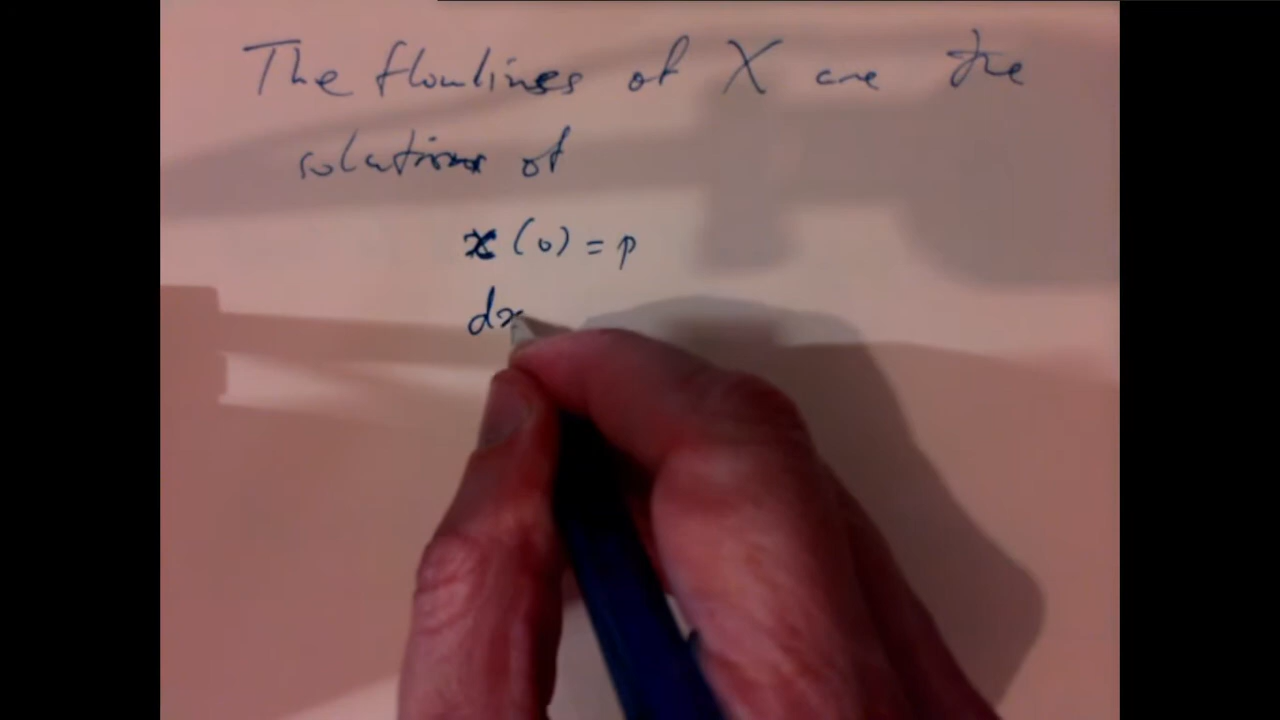 The flowlines of X are the
solutions of
x(0) = p
dx